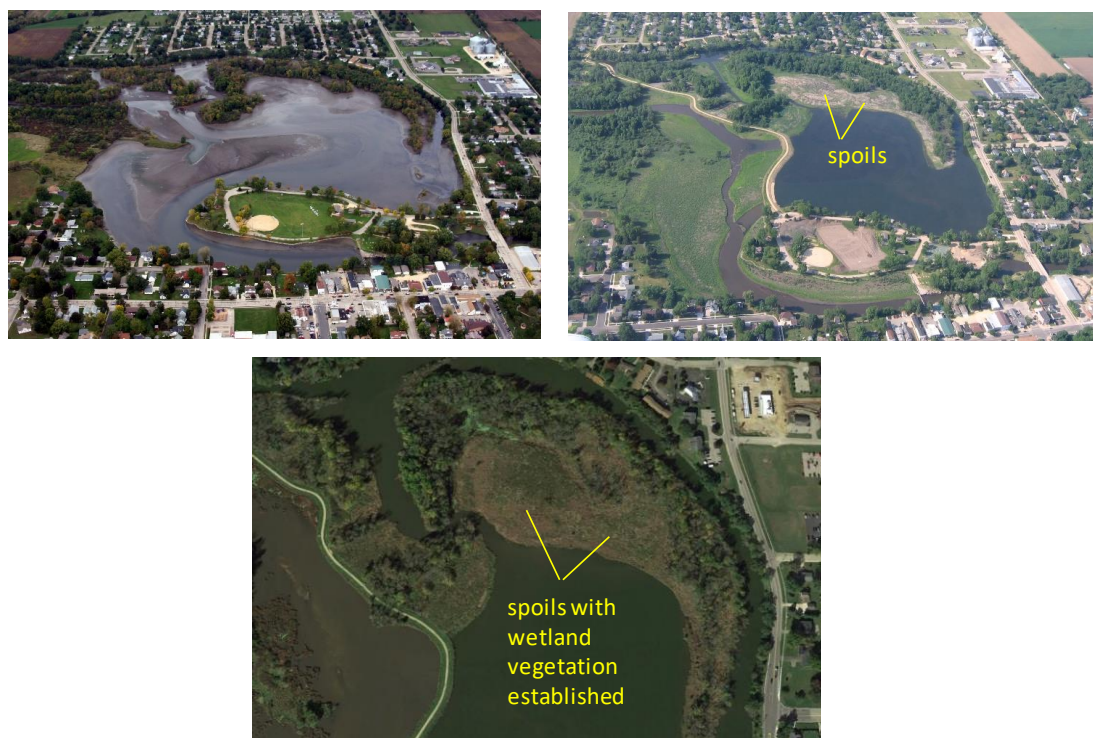 spoils
spoils with
wetland
vegetation
established